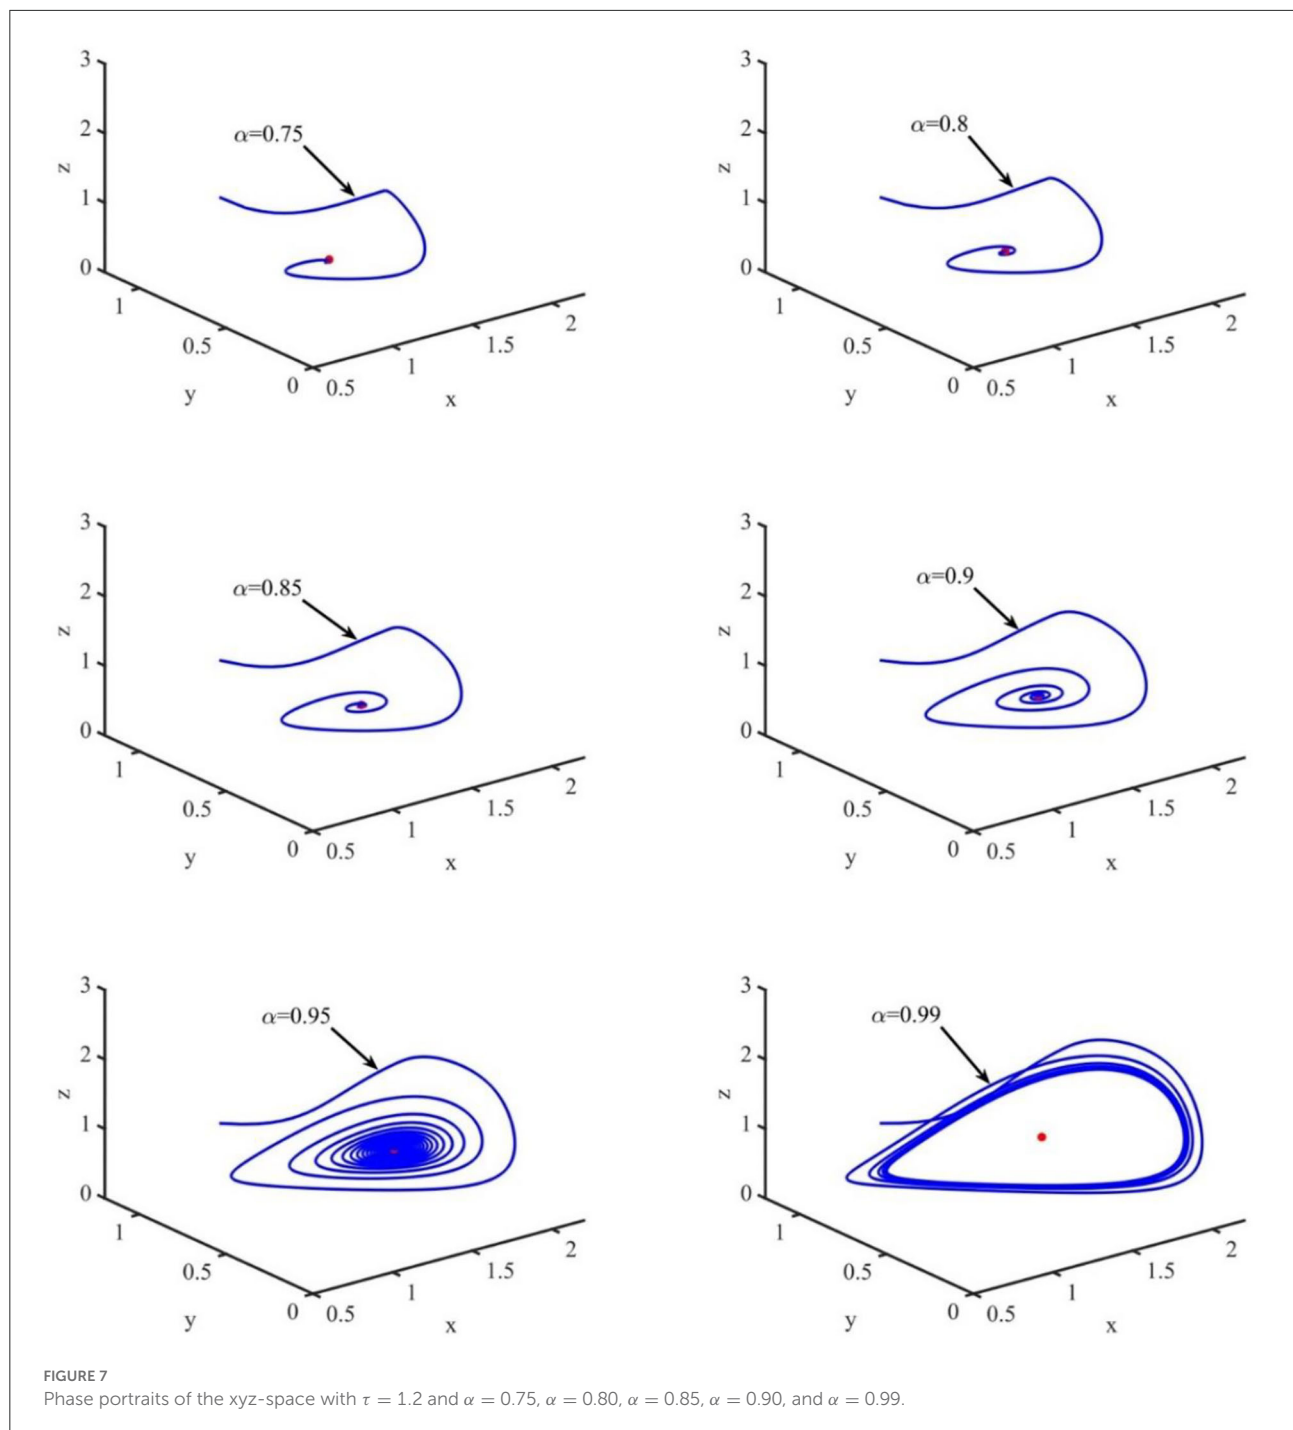 3
2
1
0
z
α=0.75
1
0.5
0
y
0.5
1
1.5
2
x
3
2
1
0
z
α=0.8
1
0.5
0
y
0.5
1
1.5
2
x
3
2
1
0
z
α=0.85
1
0.5
0
y
0.5
1
1.5
2
x
3
2
1
0
z
α=0.9
1
0.5
0
y
0.5
1
1.5
2
x
3
2
1
0
z
α=0.95
1
0.5
0
y
0.5
1
1.5
2
x
3
2
1
0
z
α=0.99
1
0.5
0
y
0.5
1
1.5
2
x
FIGURE 7
Phase portraits of the xyz-space with τ = 1.2 and α = 0.75, α = 0.80, α = 0.85, α = 0.90, and α = 0.99.